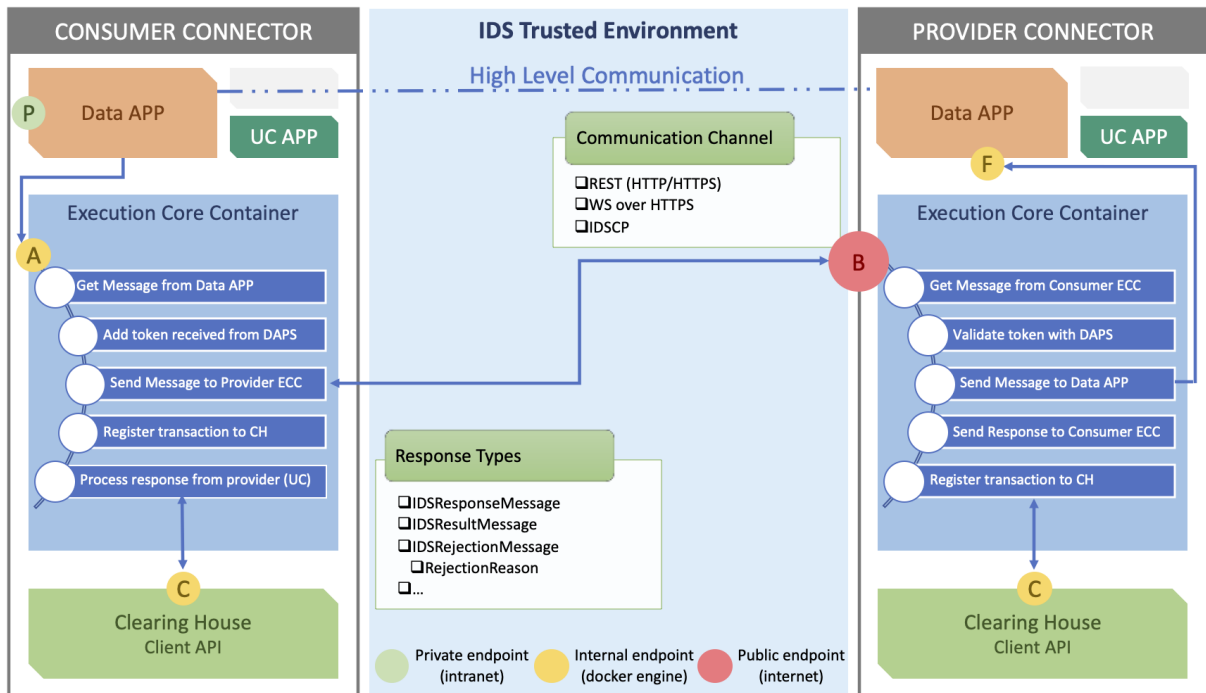 CONSUMER CONNECTOR
IDS Trusted Environment
PROVIDER CONNECTOR
High Level Communication
P
Data APP
UC APP
Data APP
UC APP
F
Communication Channel
❑REST (HTTP/HTTPS)
❑WS over HTTPS
❑IDSCP
Execution Core Container
A
Get Message from Data APP
Add token received from DAPS
Send Message to Provider ECC
Register transaction to CH
Process response from provider (UC)
B
Execution Core Container
Get Message from Consumer ECC
Validate token with DAPS
Send Message to Data APP
Send Response to Consumer ECC
Register transaction to CH
Response Types
❑IDSResponseMessage
❑IDSResultMessage
❑IDSRejectionMessage
❑RejectionReason
❑...
C
Clearing House
Client API
C
Clearing House
Client API
Private endpoint
(intranet)
Internal endpoint
(docker engine)
Public endpoint
(internet)